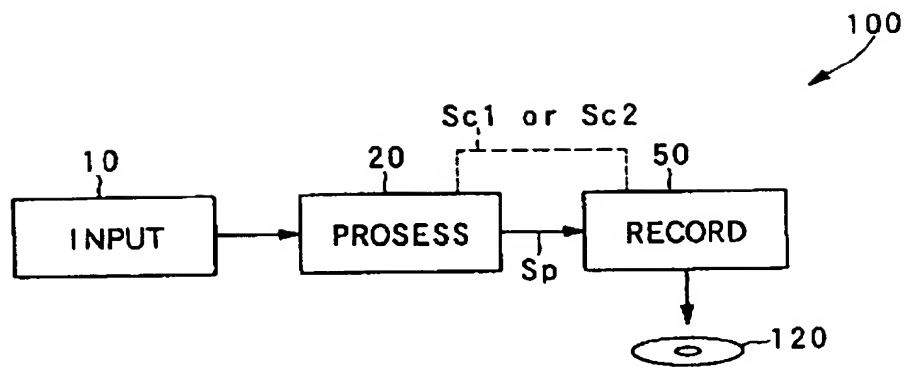 100
Sc1 or Sc2
10
20
50
INPUT
PROSESS
RECORD
Sp
120